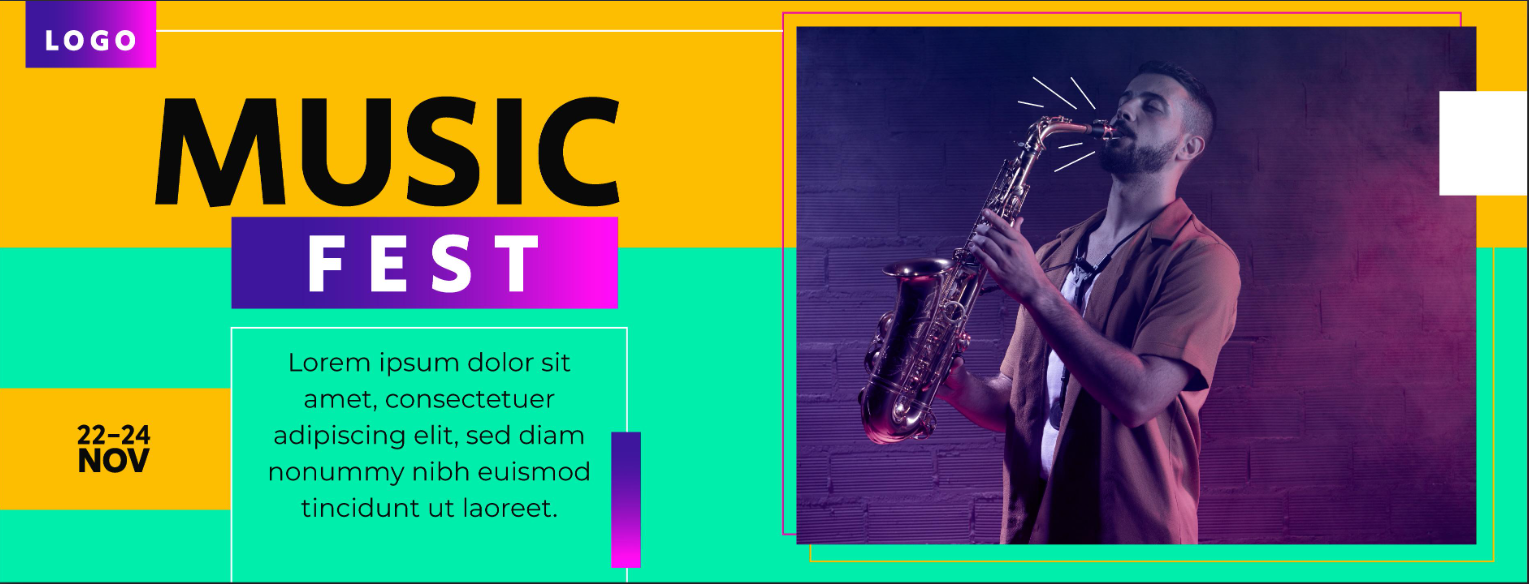 LOGO
MUSIC
FEST
Lorem ipsum dolor sit
amet, consectetuer
adipiscing elit, sed diam
nonummy nibh euismod
tincidunt ut laoreet.
22–24
NOV